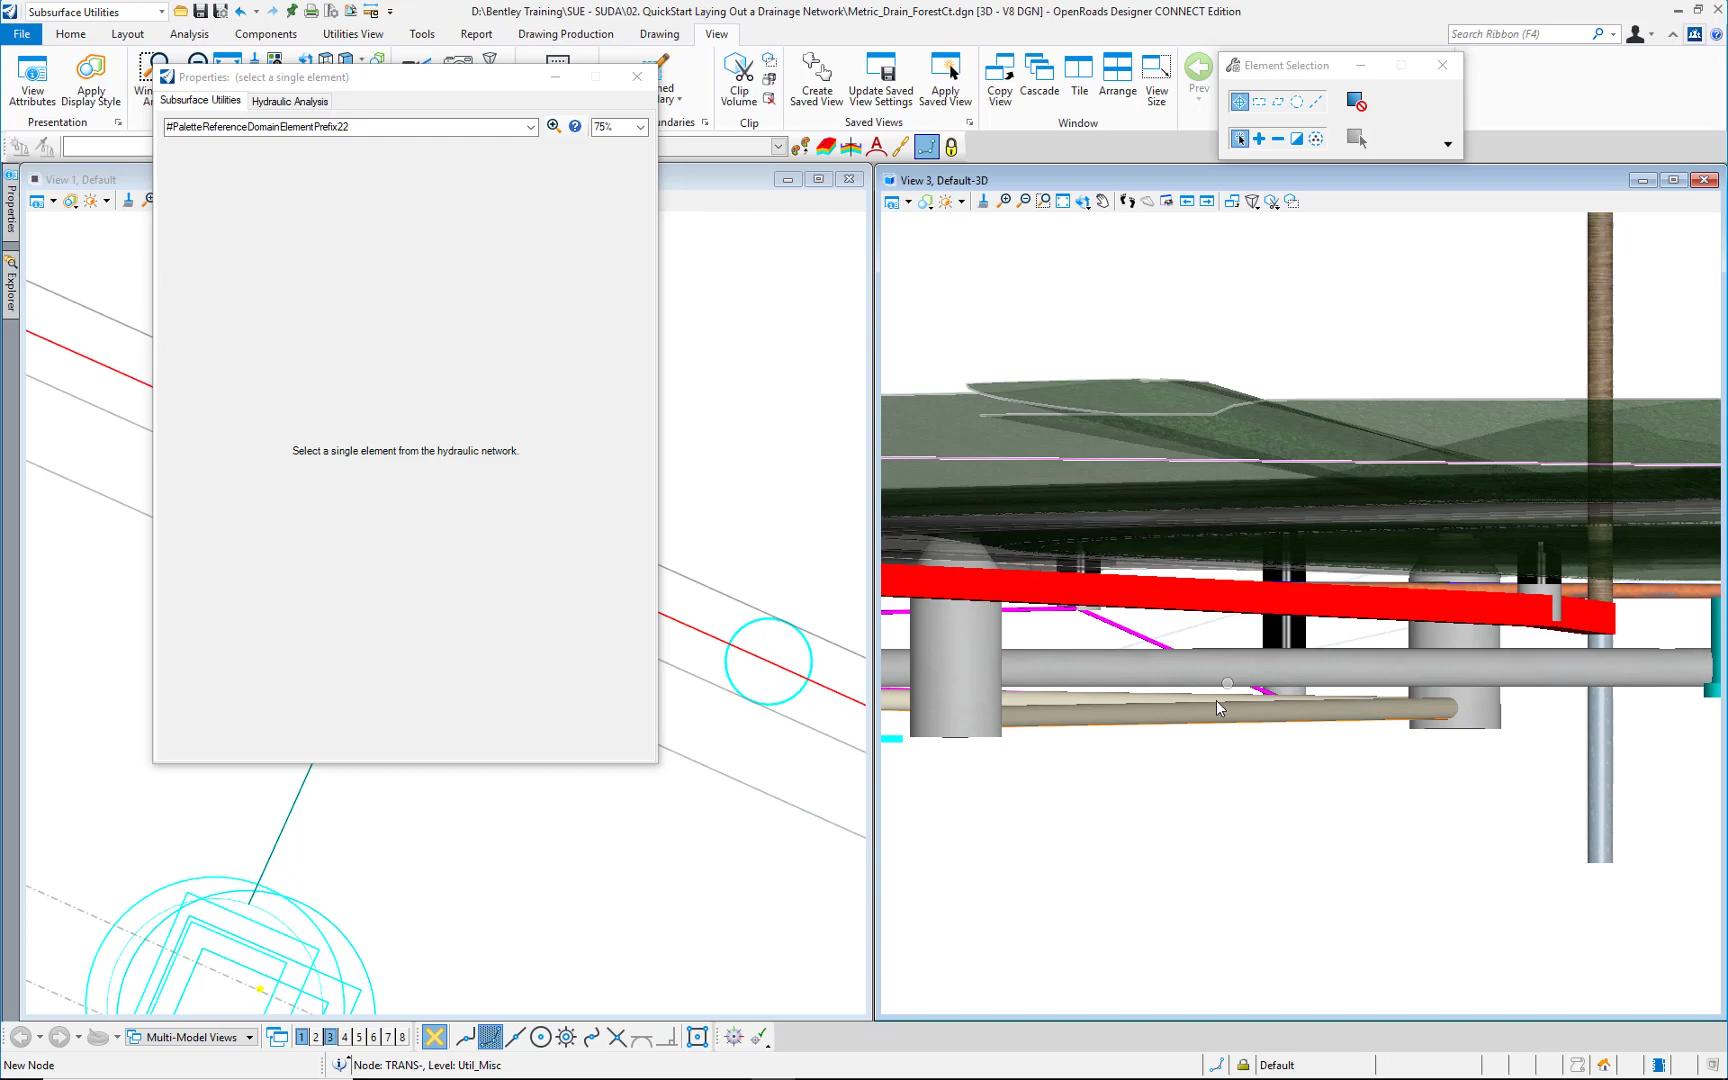 Subsurface Utilities
D:\Bentley Training\SUE - SUDA\02. QuickStart Laying Out a Drainage Network\Metric_Drain_ForestCt.dgn [3D - V8 DGN] - OpenRoads Designer CONNECT Edition
File Home Layout Analysis Components Utilities View Tools Report Drawing Production Drawing View
Search Ribbon (F4)
View Attributes
Apply Display Style
Presentation
Clip Volume
Clip
Create Saved View
Update Saved View Settings
Apply Saved View
Saved Views
Copy View
Cascade
Tile
Arrange
View Size
Window
Prev
Element Selection
Properties: (select a single element)
Subsurface Utilities Hydraulic Analysis
#PaletteReferenceDomainElementPrefix22
75%
Select a single element from the hydraulic network.
Properties
Explorer
View 1, Default
View 3, Default-3D
Multi-Model Views
1 2 3 4 5 6 7 8
New Node
Node: TRANS-, Level: Util_Misc
Default